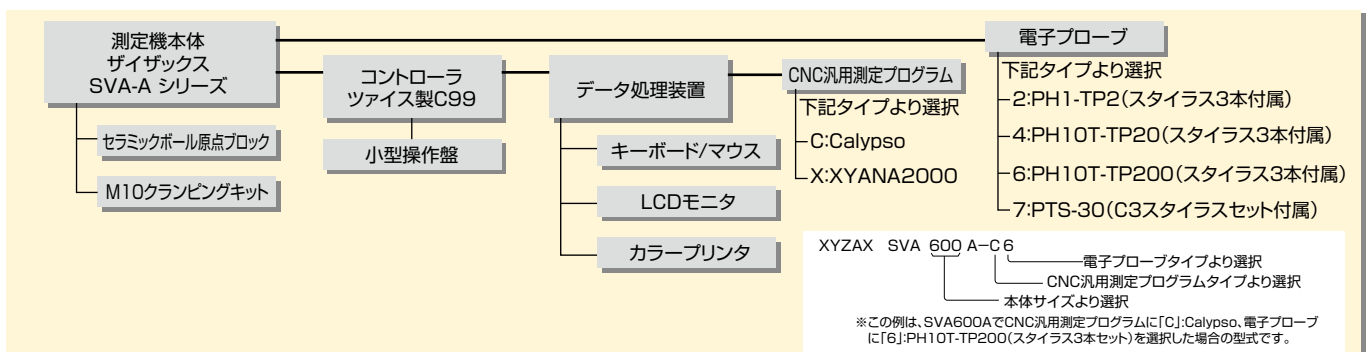 測定機本体
ザイザックス
SVA-A シリーズ
セラミックボール原点ブロック
M10クランピングキット
コントローラ
ツァイス製C99
小型操作盤
データ処理装置
キーボード/マウス
LCDモニタ
カラープリンタ
CNC汎用測定プログラム
下記タイプより選択
C:Calypso
X:XYANA2000
電子プローブ
下記タイプより選択
2:PH1-TP2(スタイラス3本付属)
4:PH10T-TP20(スタイラス3本付属)
6:PH10T-TP200(スタイラス3本付属)
7:PTS-30(C3スタイラスセット付属)
XYZAX SVA 600 A-C 6
電子プローブタイプより選択
CNC汎用測定プログラムタイプより選択
本体サイズより選択
※この例は、SVA600AでCNC汎用測定プログラムに「C」:Calypso、電子プローブ
に「6」:PH10T-TP200(スタイラス3本セット)を選択した場合の型式です。